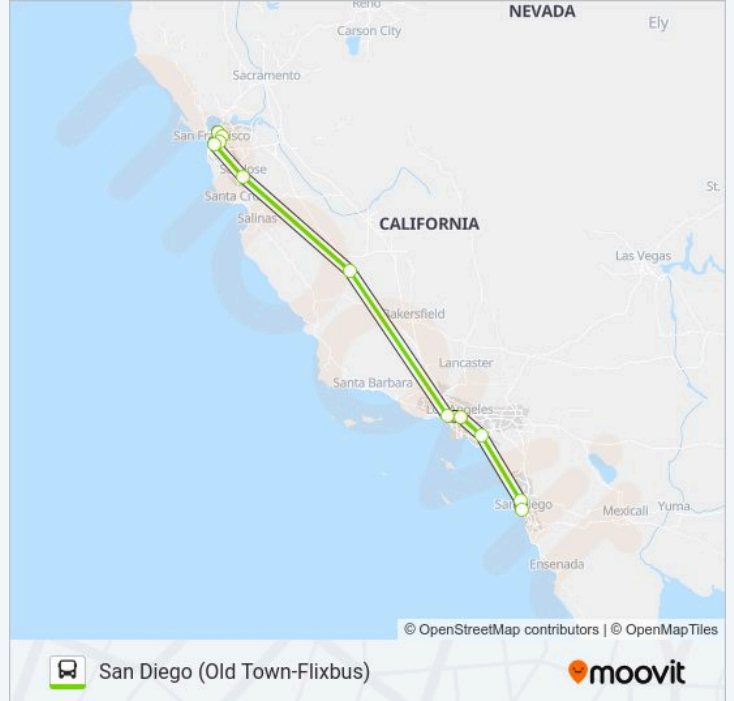 NEVADA
Reno
Ely
Carson City
Sacramento
San Francisco
San Jose
St.
Santa Cruz
Salinas
CALIFORNIA
Las Vegas
Bakersfield
Lancaster
Santa Barbara
Los Angeles
San Diego
Mexicali
Yuma
Ensenada
© OpenStreetMap contributors | © OpenMapTiles
San Diego (Old Town-Flixbus)
moovit